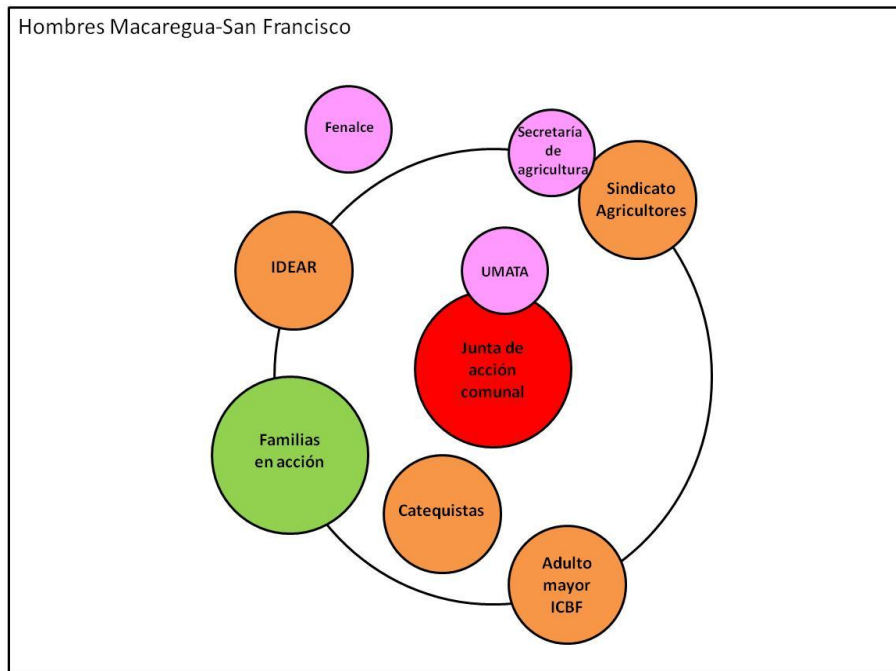 Hombres Macaregua-San Francisco
Fenalce
Secretaría
de
agricultura
Sindicato
Agricultores
IDEAR
UMATA
Junta de
acción
comunal
Familias
en acción
Catequistas
Adulto
mayor
ICBF